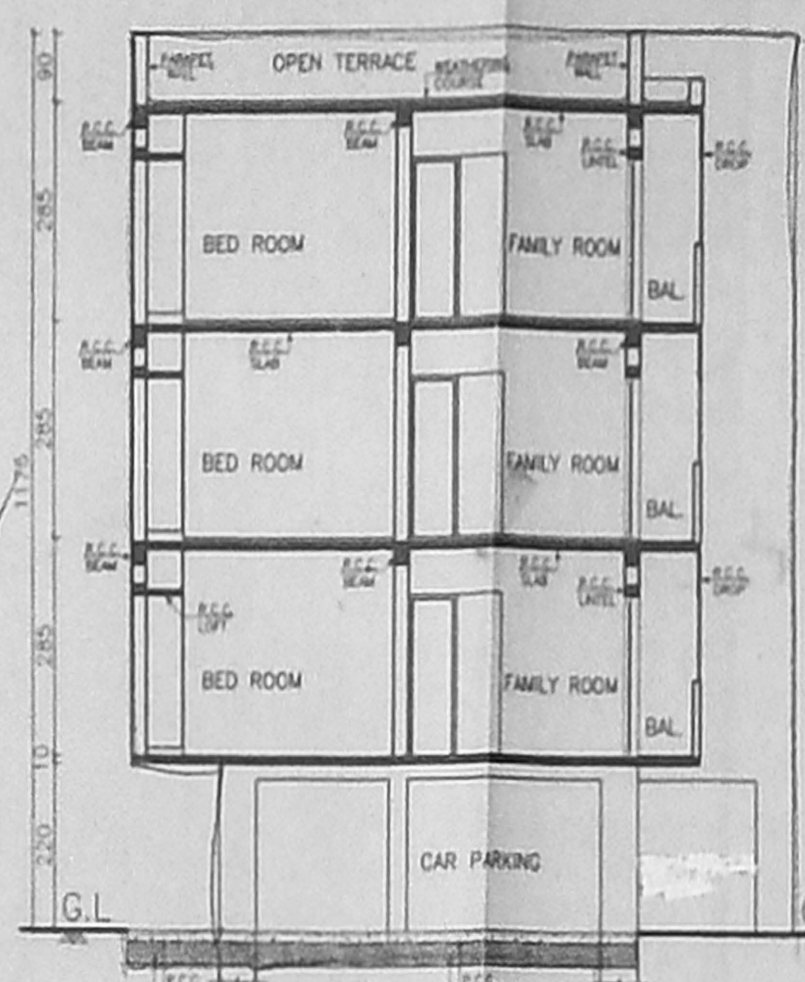 90
PARAPET
WALL
OPEN TERRACE
WEATHERING
COURSE
PARAPET
WALL
R.C.C.
BEAM
R.C.C.
BEAM
R.C.C.
SLAB
R.C.C.
LINTEL
R.C.C.
DROP
285
BED ROOM
FAMILY ROOM
BAL.
R.C.C.
BEAM
R.C.C.
SLAB
R.C.C.
BEAM
285
1175
BED ROOM
FAMILY ROOM
BAL.
R.C.C.
BEAM
R.C.C.
BEAM
R.C.C.
SLAB
R.C.C.
LINTEL
R.C.C.
DROP
R.C.C.
LOFT
285
BED ROOM
FAMILY ROOM
BAL.
10
220
CAR PARKING
G.L